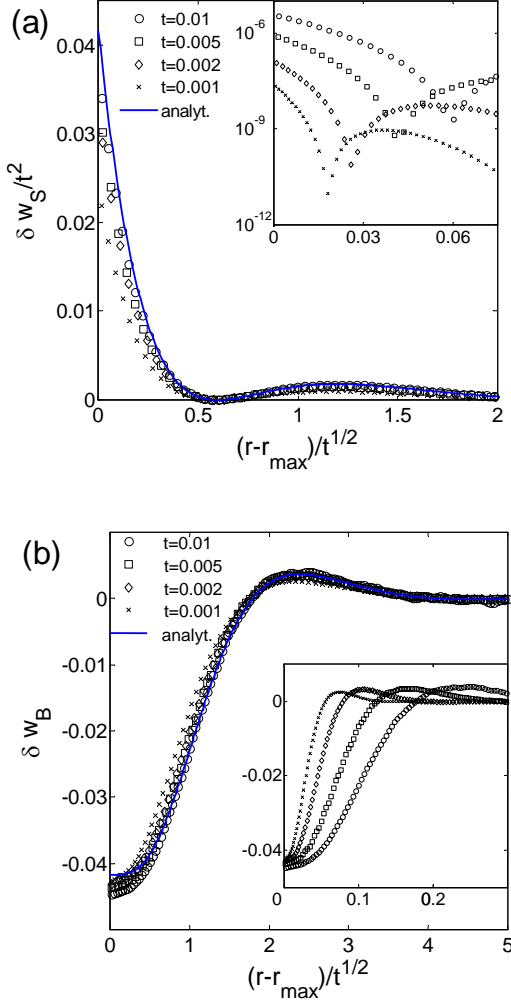 (a)
t=0.01
t=0.005
t=0.002
t=0.001
analyt.
0.04
0.03
0.02
0.01
0
δ w_S/t^2
10^-6
10^-9
10^-12
0 0.03 0.06
0 0.5 1 1.5 2
(r-r_max)/t^1/2
(b)
t=0.01
t=0.005
t=0.002
t=0.001
analyt.
0
-0.01
-0.02
-0.03
-0.04
δ w_B
0
-0.02
-0.04
0 0.1 0.2
0 1 2 3 4 5
(r-r_max)/t^1/2